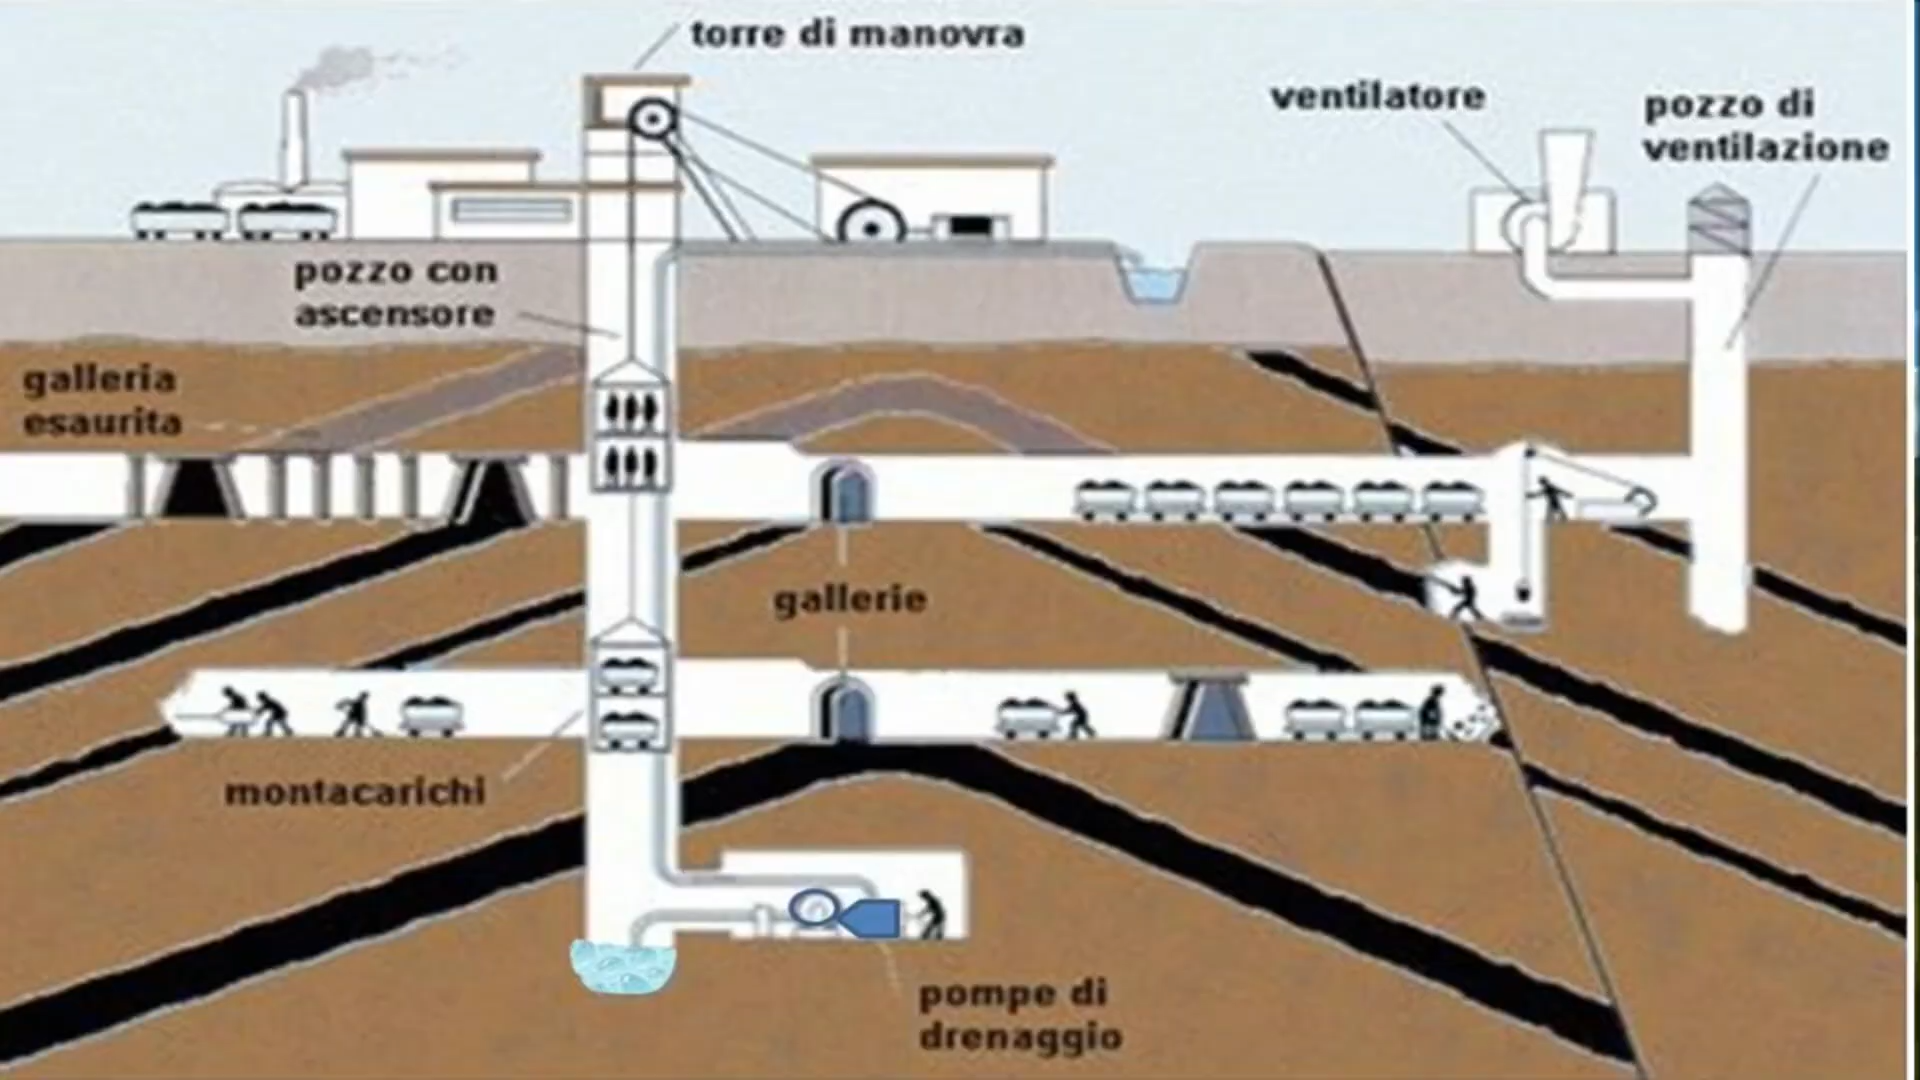 torre di manovra
ventilatore
pozzo di
ventilazione
pozzo con
ascensore
galleria
esaurita
gallerie
montacarichi
pompe di
drenaggio